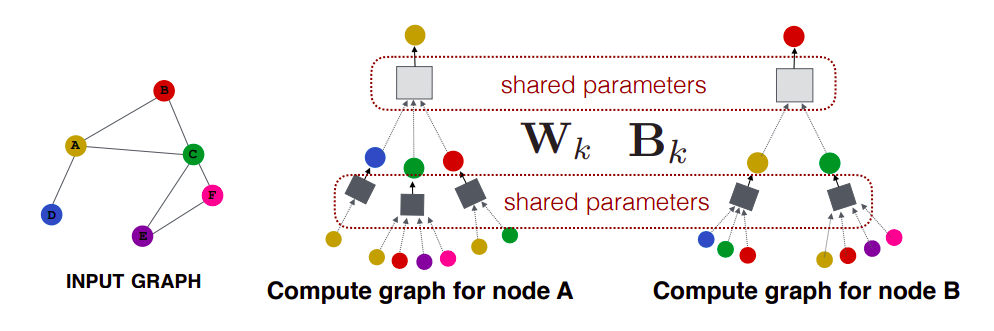 B
A
C
F
D
E
INPUT GRAPH
shared parameters
W_k B_k
shared parameters
Compute graph for node A
Compute graph for node B